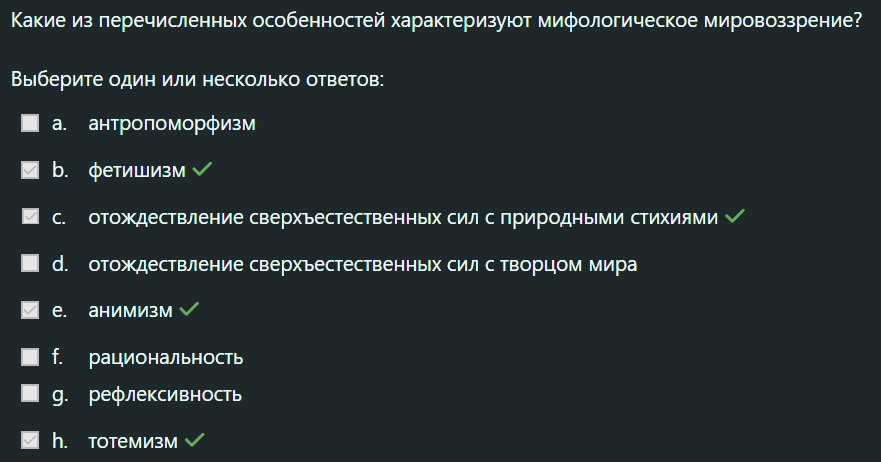 Какие из перечисленных особенностей характеризуют мифологическое мировоззрение?
Выберите один или несколько ответов:
a. антропоморфизм
b. фетишизм
c. отождествление сверхъестественных сил с природными стихиями
d. отождествление сверхъестественных сил с творцом мира
e. анимизм
f. рациональность
g. рефлексивность
h. тотемизм